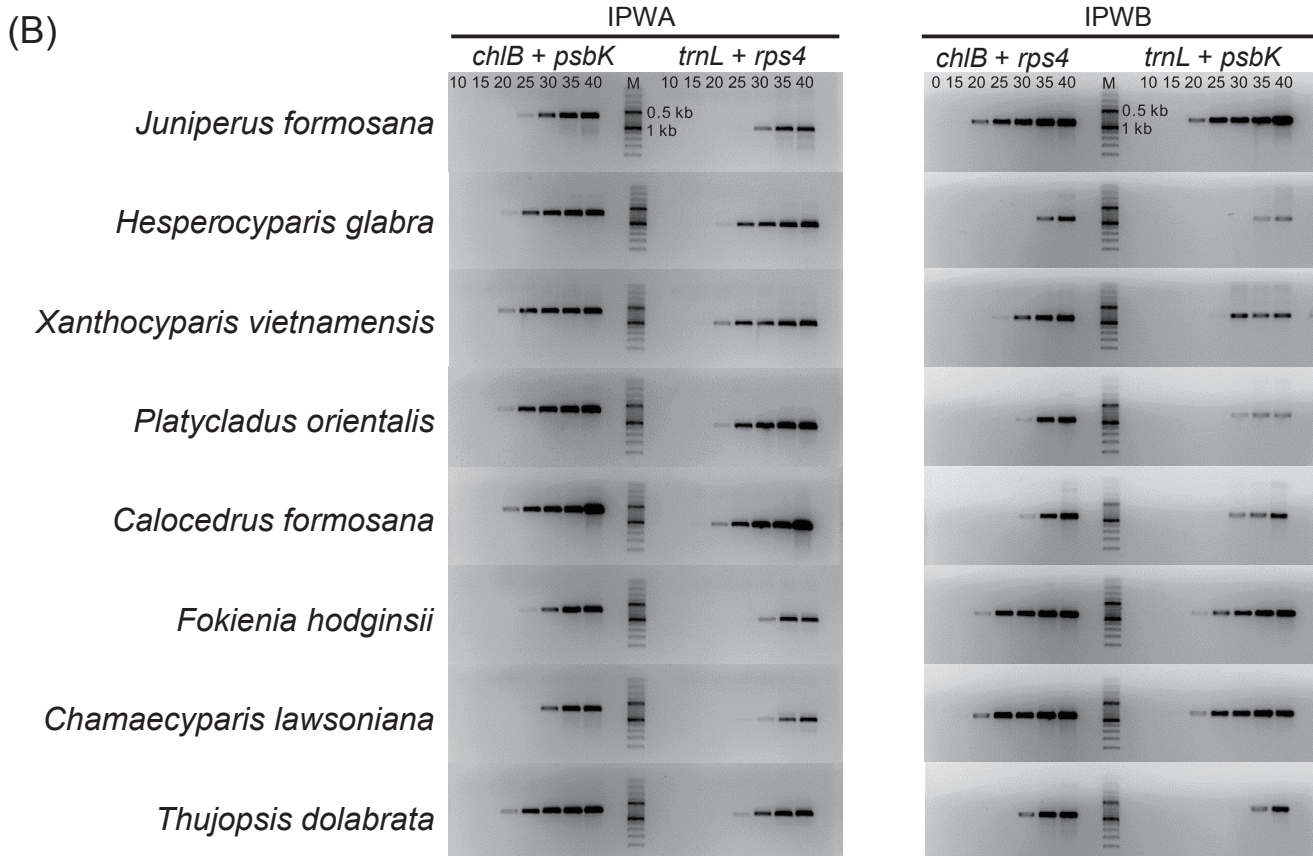 (B)
IPWA IPWB
chlB + psbK trnL + rps4 chlB + rps4 trnL + psbK
10 15 20 25 30 35 40 M 10 15 20 25 30 35 40 0 15 20 25 30 35 40 M 10 15 20 25 30 35 40
Juniperus formosana
0.5 kb 0.5 kb
1 kb 1 kb
Hesperocyparis glabra
Xanthocyparis vietnamensis
Platycladus orientalis
Calocedrus formosana
Fokienia hodginsii
Chamaecyparis lawsoniana
Thujopsis dolabrata